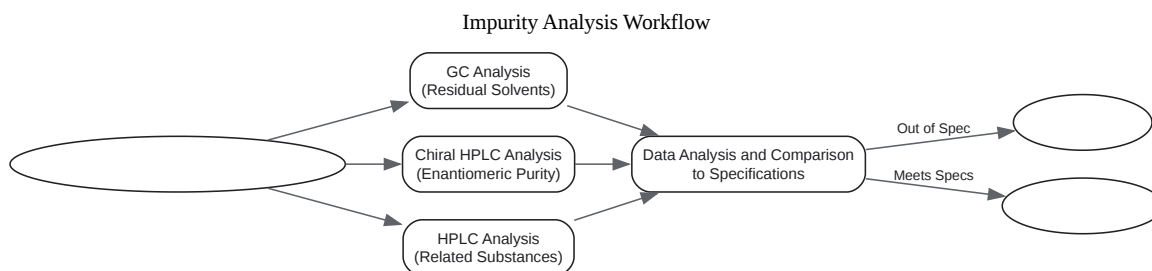 Impurity Analysis Workflow
GC Analysis
(Residual Solvents)
Chiral HPLC Analysis
(Enantiomeric Purity)
HPLC Analysis
(Related Substances)
Data Analysis and Comparison
to Specifications
Out of Spec
Meets Specs